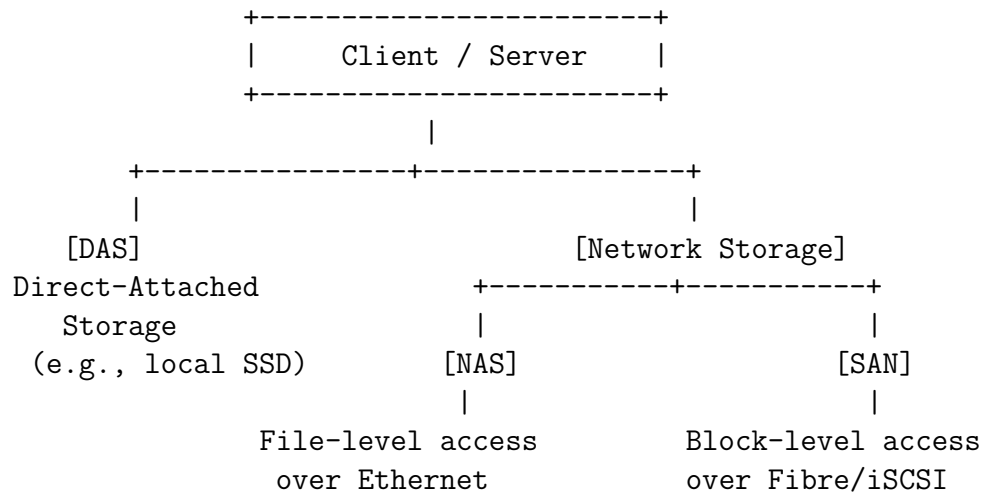 Client / Server
[DAS] [Network Storage]
Direct-Attached
Storage
(e.g., local SSD) [NAS] [SAN]
File-level access Block-level access
over Ethernet over Fibre/iSCSI